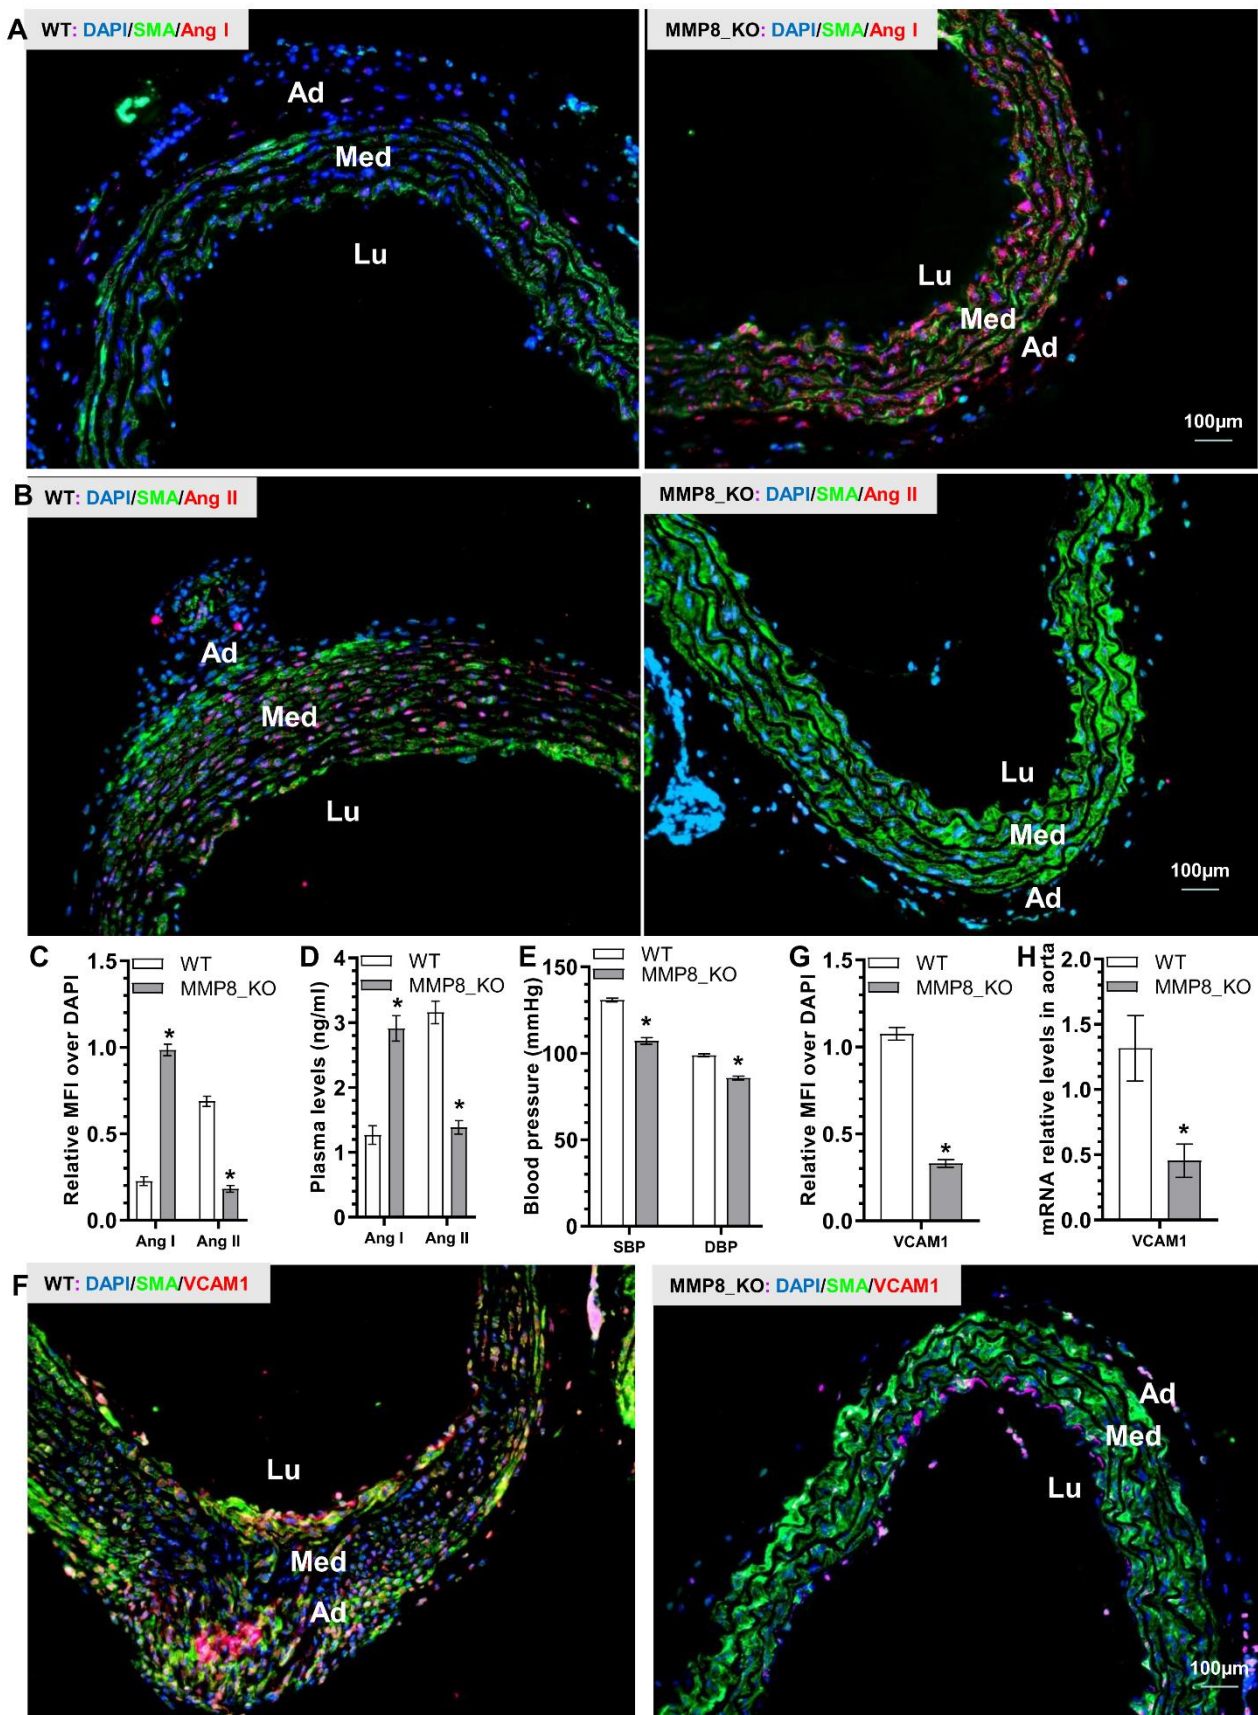 A WT: DAPI/SMA/Ang I
MMP8_KO: DAPI/SMA/Ang I
Ad
Med
Lu
Lu
Med
Ad
100µm
B WT: DAPI/SMA/Ang II
MMP8_KO: DAPI/SMA/Ang II
Ad
Med
Lu
Lu
Med
Ad
100µm
C
Relative MFI over DAPI
1.5
1.0
0.5
0.0
WT
MMP8_KO
*
*
Ang I Ang II
D
Plasma levels (ng/ml)
4
3
2
1
0
WT
MMP8_KO
*
*
Ang I Ang II
E
Blood pressure (mmHg)
150
100
50
0
WT
MMP8_KO
*
*
SBP DBP
G
Relative MFI over DAPI
1.5
1.0
0.5
0.0
WT
MMP8_KO
*
VCAM1
H
mRNA relative levels in aorta
2.0
1.5
1.0
0.5
0.0
WT
MMP8_KO
*
VCAM1
F WT: DAPI/SMA/VCAM1
MMP8_KO: DAPI/SMA/VCAM1
Lu
Med
Ad
Ad
Med
Lu
100µm